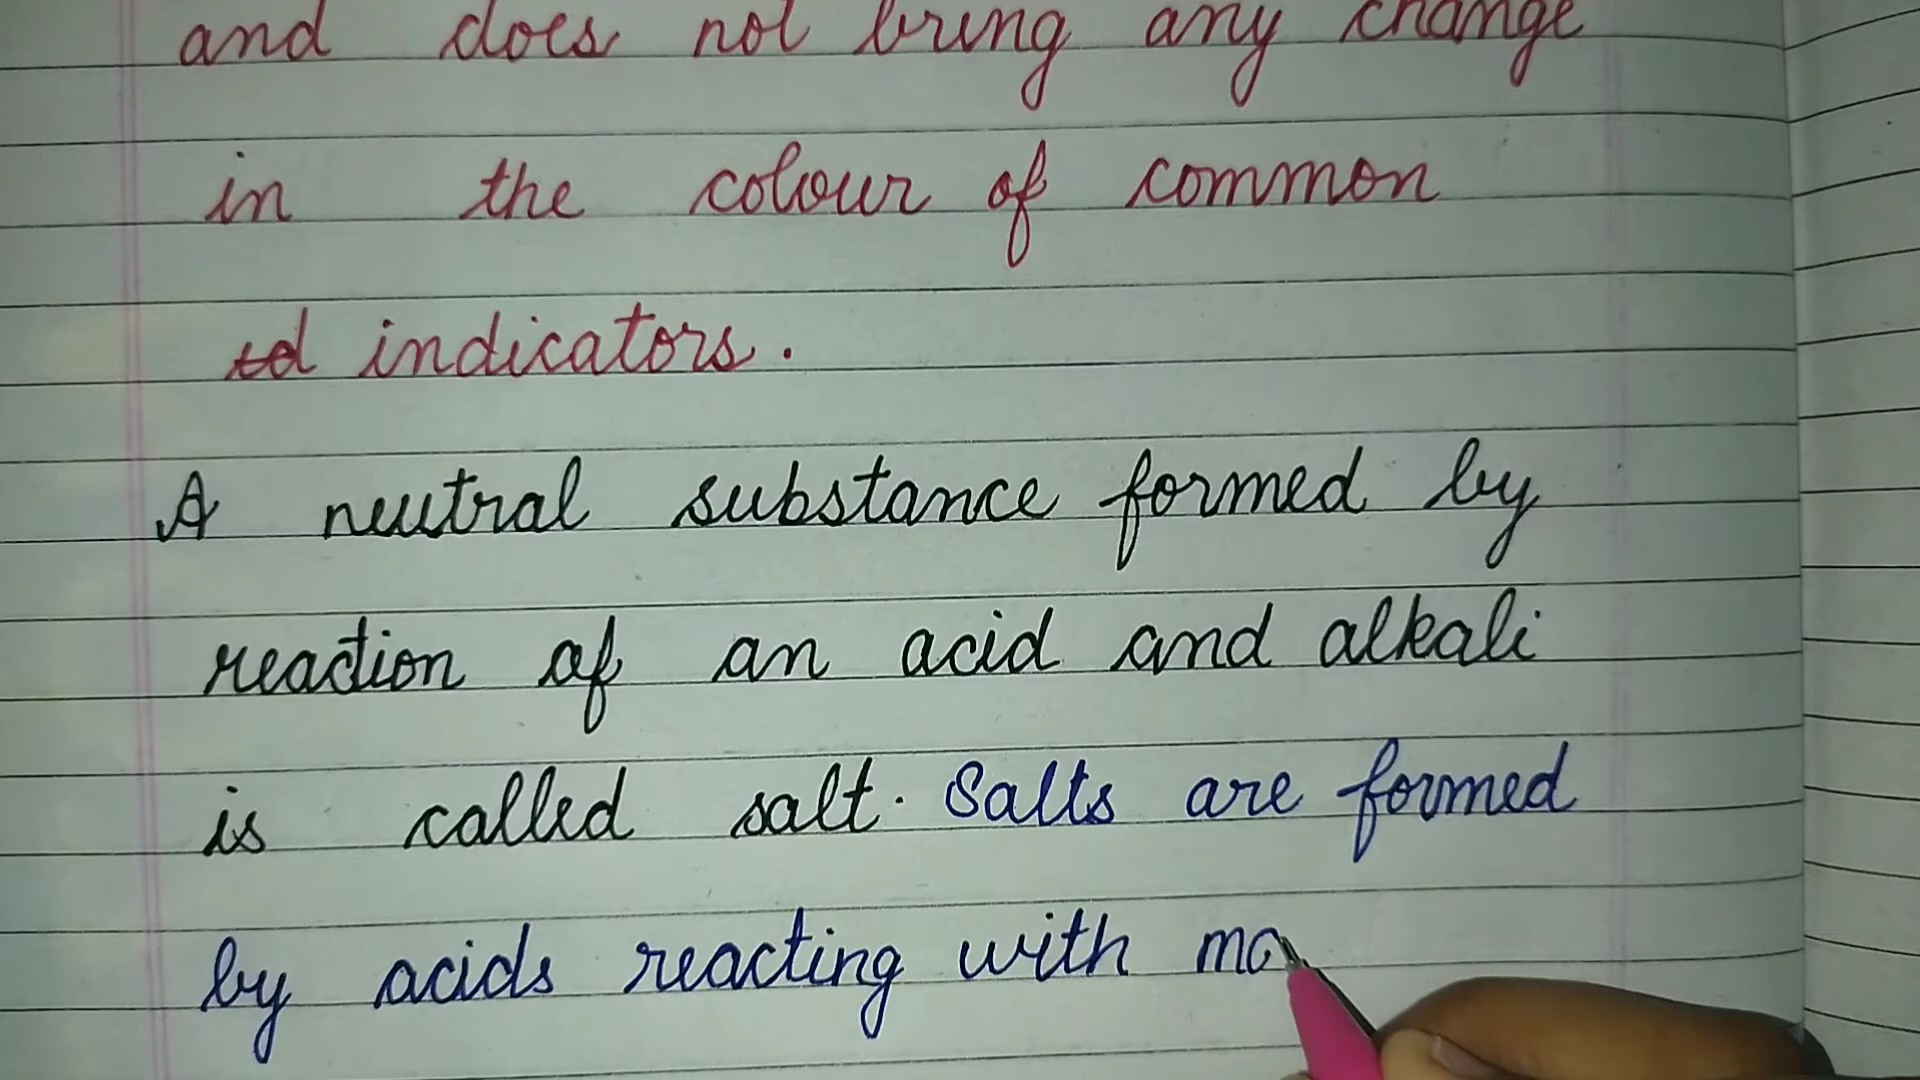 and does not bring any change
in the colour of common
indicators.
A neutral substance formed by
reaction of an acid and alkali
is called salt. Salts are formed
by acids reacting with ma